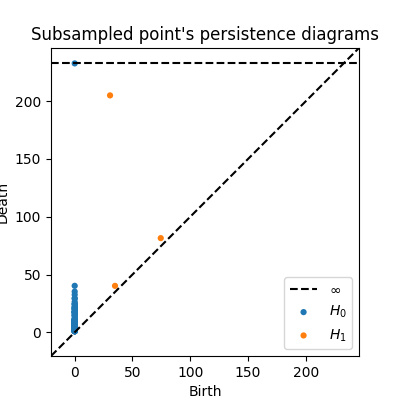 Subsampled point's persistence diagrams
Death
200
150
100
50
0
0 50 100 150 200
Birth
∞
H₀
H₁